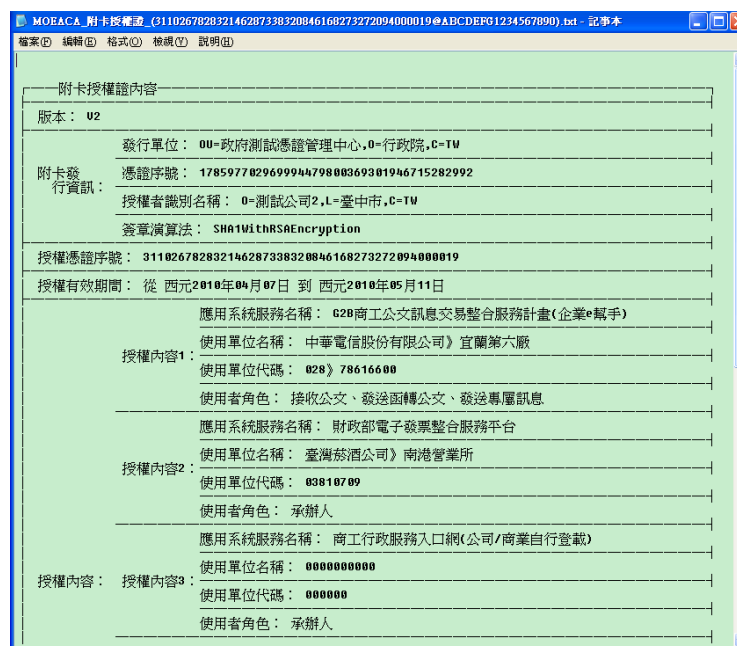 MOEACA_附卡授權證_(31102678283214628733832084616827327209400019@ABCDEFG1234567890).txt - 記事本
檔案(F) 編輯(E) 格式(O) 檢視(V) 說明(H)
附卡授權證內容
版本： V2
附卡發行資訊：
發行單位： OU=政府測試憑證管理中心,O=行政院,C=TW
憑證序號： 178597702969994479800369301946715282992
授權者識別名稱： O=測試公司2,L=臺中市,C=TW
簽章演算法： SHA1WithRSAEncryption
授權憑證序號： 311026782832146287338320846168273272094000019
授權有效期間： 從 西元2010年04月07日 到 西元2010年05月11日
授權內容：
授權內容1：
應用系統服務名稱： G2B商工公文訊息交易整合服務計畫(企業e幫手)
使用單位名稱： 中華電信股份有限公司》宜蘭第六廠
使用單位代碼： 028》78616600
使用者角色： 接收公文、發送函轉公文、發送專屬訊息
授權內容2：
應用系統服務名稱： 財政部電子發票整合服務平台
使用單位名稱： 臺灣菸酒公司》南港營業所
使用單位代碼： 03810709
使用者角色： 承辦人
授權內容3：
應用系統服務名稱： 商工行政服務入口網(公司/商業自行登載)
使用單位名稱： 0000000000
使用單位代碼： 000000
使用者角色： 承辦人